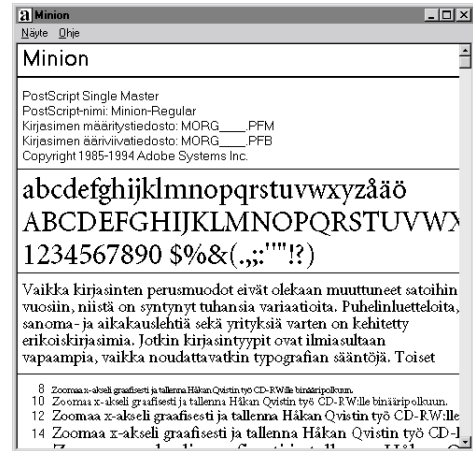 a Minion
Näyte Ohje
Minion
PostScript Single Master
PostScript-nimi: Minion-Regular
Kirjasimen määritystiedosto: MORG____.PFM
Kirjasimen ääriviivatiedosto: MORG____.PFB
Copyright 1985-1994 Adobe Systems Inc.
abcdefghijklmnopqrstuvwxyzåäö
ABCDEFGHIJKLMNOPQRSTUVWX
1234567890 $%&(.,;:'""!?)
Vaikka kirjasinten perusmuodot eivät olekaan muuttuneet satoihin
vuosiin, niistä on syntynyt tuhansia variaatioita. Puhelinluetteloita,
sanoma- ja aikakauslehtiä sekä yrityksiä varten on kehitetty
erikoiskirjasimia. Jotkin kirjasintyypit ovat ilmiasultaan
vapaampia, vaikka noudattavatkin typografian sääntöjä. Toiset
8 Zoomaa x-akseli graafisesti ja tallenna Håkan Qvistin työ CD-RW:lle binääripolkuun.
10 Zoomaa x-akseli graafisesti ja tallenna Håkan Qvistin työ CD-RW:lle binääripolkuun.
12 Zoomaa x-akseli graafisesti ja tallenna Håkan Qvistin työ CD-RW:lle
14 Zoomaa x-akseli graafisesti ja tallenna Håkan Qvistin työ CD-l